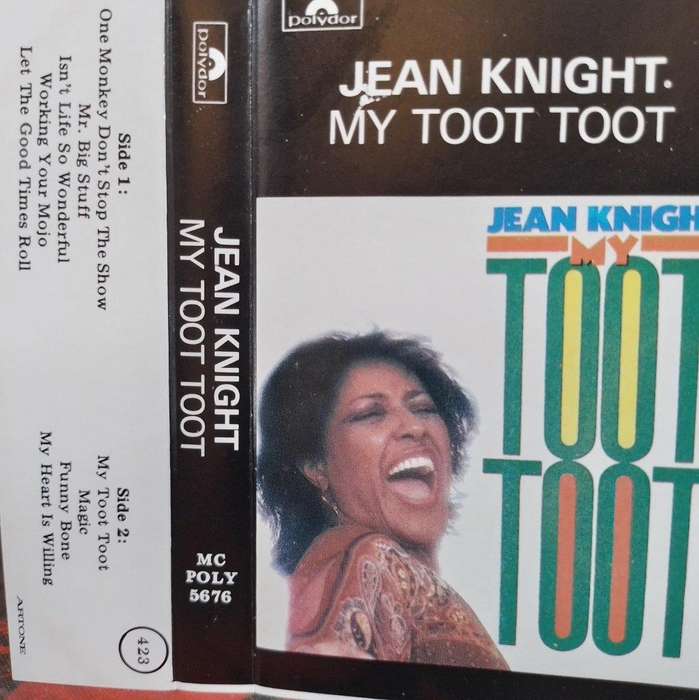 Side 1:
One Monkey Don't Stop The Show
Mr. Big Stuff
Isn't Life So Wonderful
Working Your Mojo
Let The Good Times Roll
Side 2:
My Toot Toot
Magic
Funny Bone
My Heart Is Willing
ARTONE
423
polydor
JEAN KNIGHT
MY TOOT TOOT
MC
POLY
5676
polydor
JEAN KNIGHT.
MY TOOT TOOT
JEAN KNIGH
MY
TOOT
TOOT